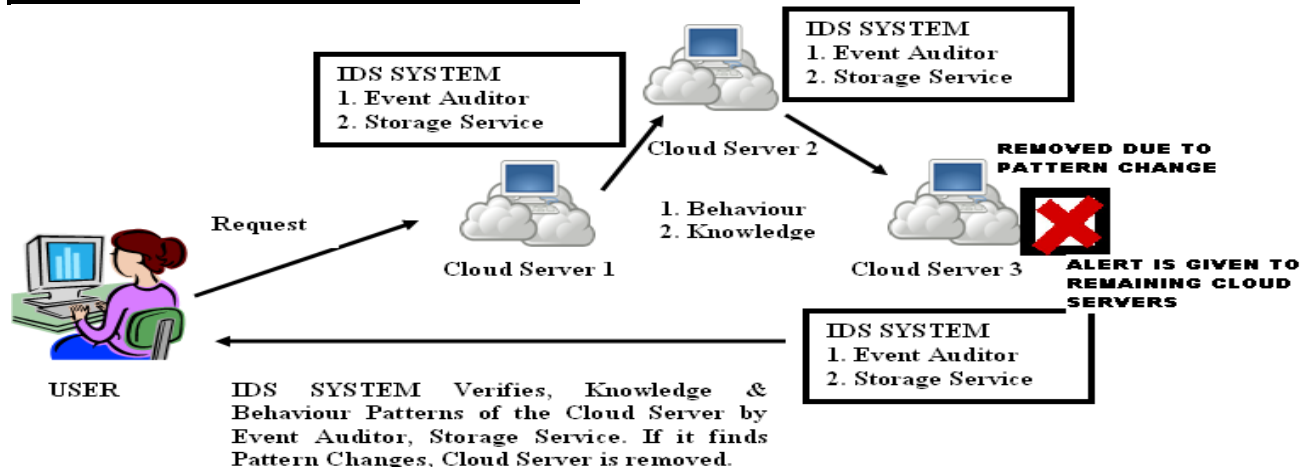 IDS SYSTEM
1. Event Auditor
2. Storage Service
IDS SYSTEM
1. Event Auditor
2. Storage Service
Cloud Server 2
REMOVED DUE TO
PATTERN CHANGE
Request
1. Behaviour
2. Knowledge
Cloud Server 1
Cloud Server 3
ALERT IS GIVEN TO
REMAINING CLOUD
SERVERS
IDS SYSTEM
1. Event Auditor
2. Storage Service
USER
IDS SYSTEM Verifies, Knowledge &
Behaviour Patterns of the Cloud Server by
Event Auditor, Storage Service. If it finds
Pattern Changes, Cloud Server is removed.